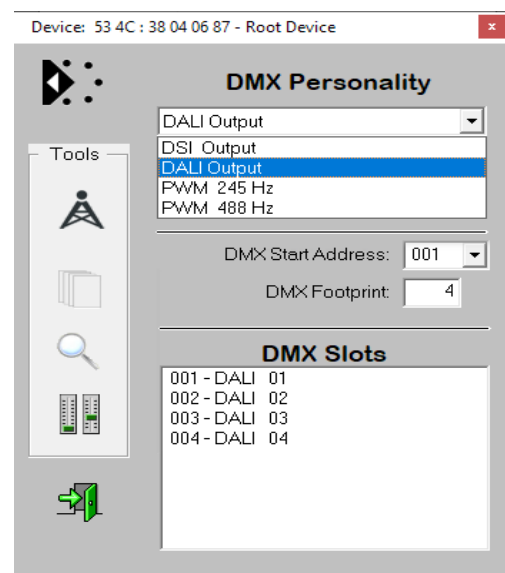 Device: 53 4C : 38 04 06 87 - Root Device
x
DMX Personality
DALI Output
Tools
DSI Output
DALI Output
PWM 245 Hz
PWM 488 Hz
DMX Start Address: 001
DMX Footprint: 4
DMX Slots
001 - DALI 01
002 - DALI 02
003 - DALI 03
004 - DALI 04